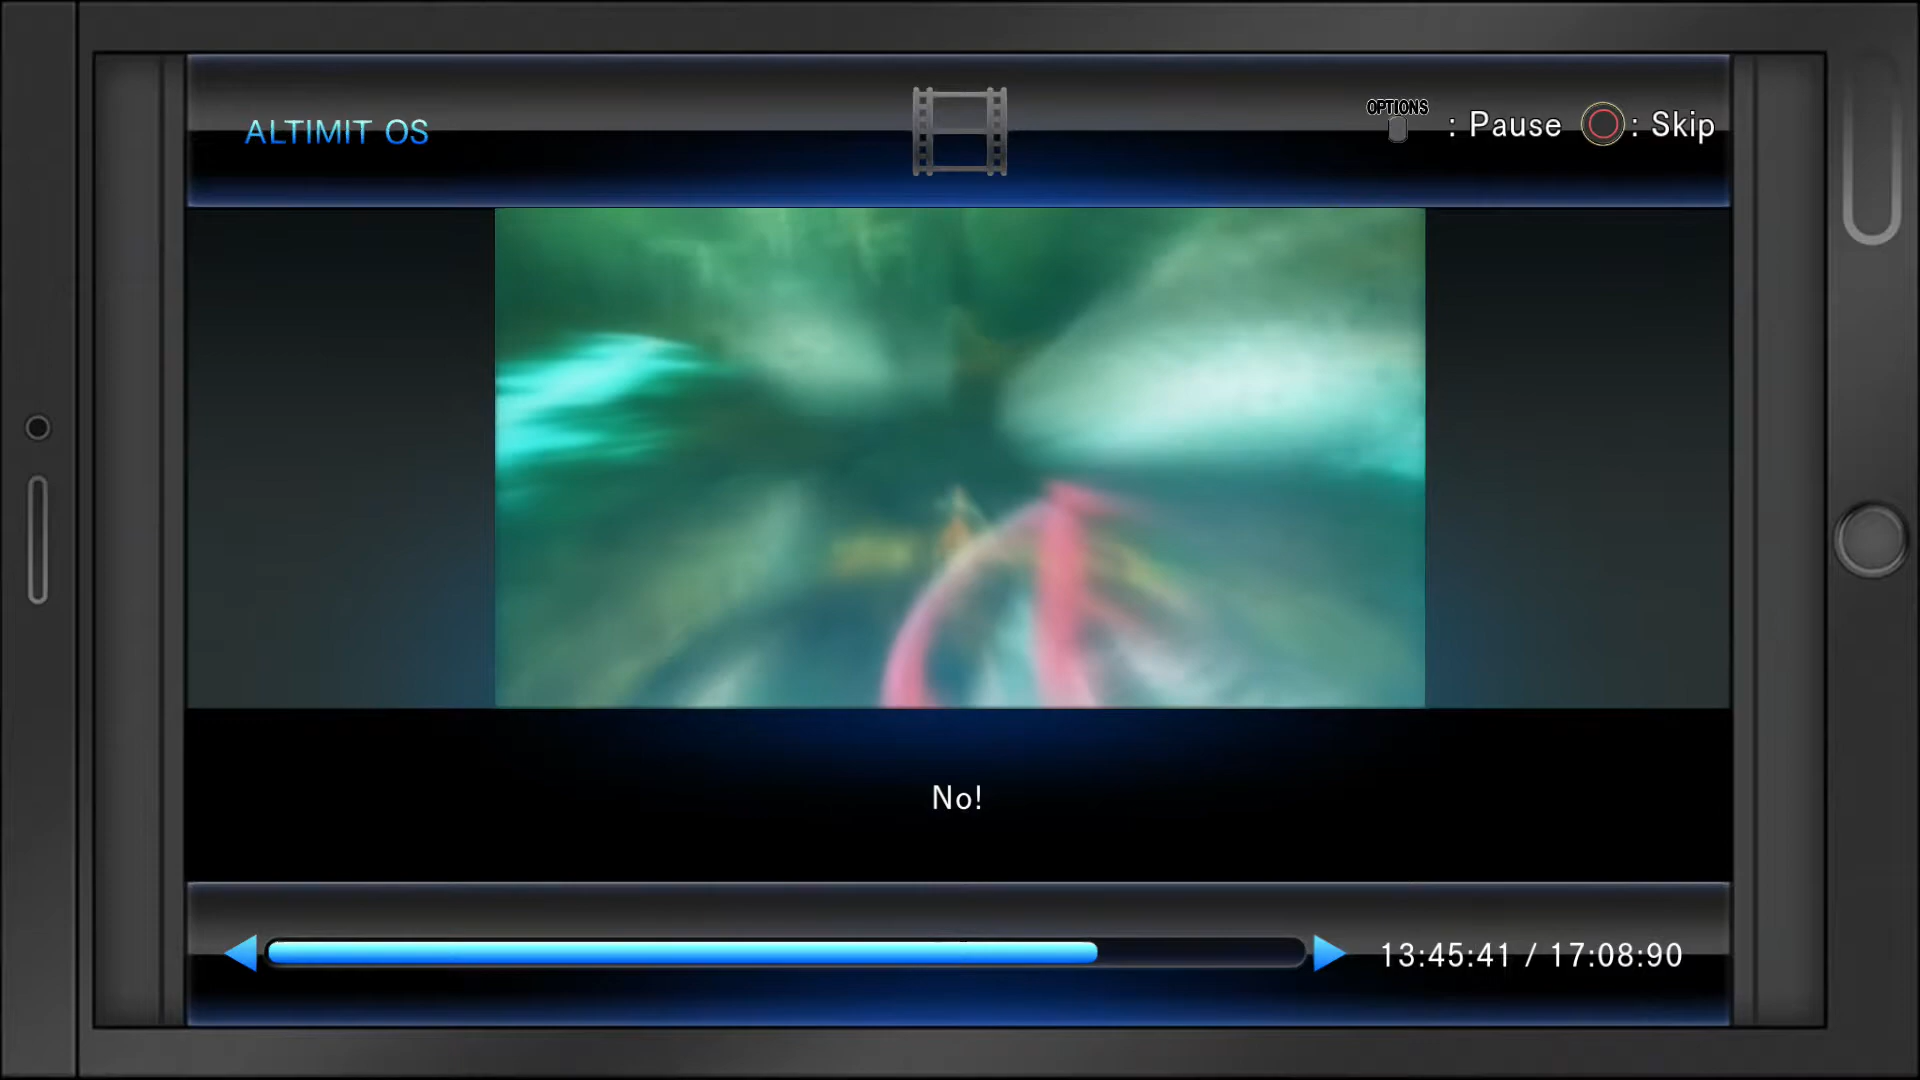 ALTIMIT OS
OPTIONS : Pause : Skip
No!
13:45:41 / 17:08:90